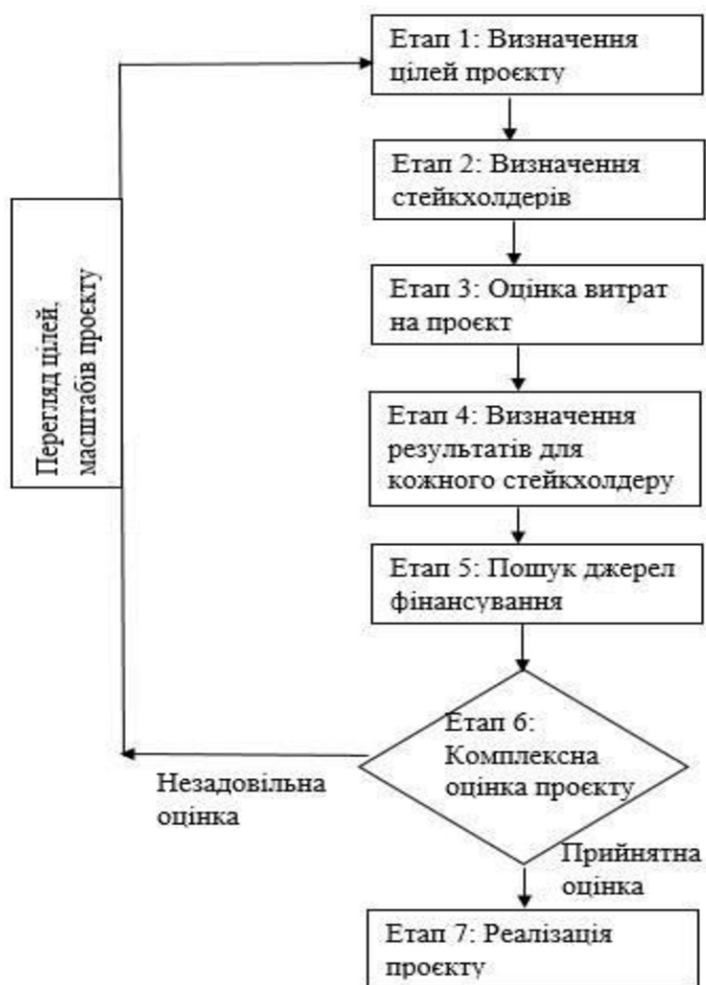 Етап 1: Визначення
цілей проєкту
Етап 2: Визначення
стейкхолдерів
Етап 3: Оцінка витрат
на проєкт
Етап 4: Визначення
результатів для
кожного стейкхолдеру
Етап 5: Пошук джерел
фінансування
Етап 6:
Комплексна
оцінка проєкту
Незадовільна
оцінка
Перегляд цілей,
масштабів проєкту
Прийнятна
оцінка
Етап 7: Реалізація
проєкту